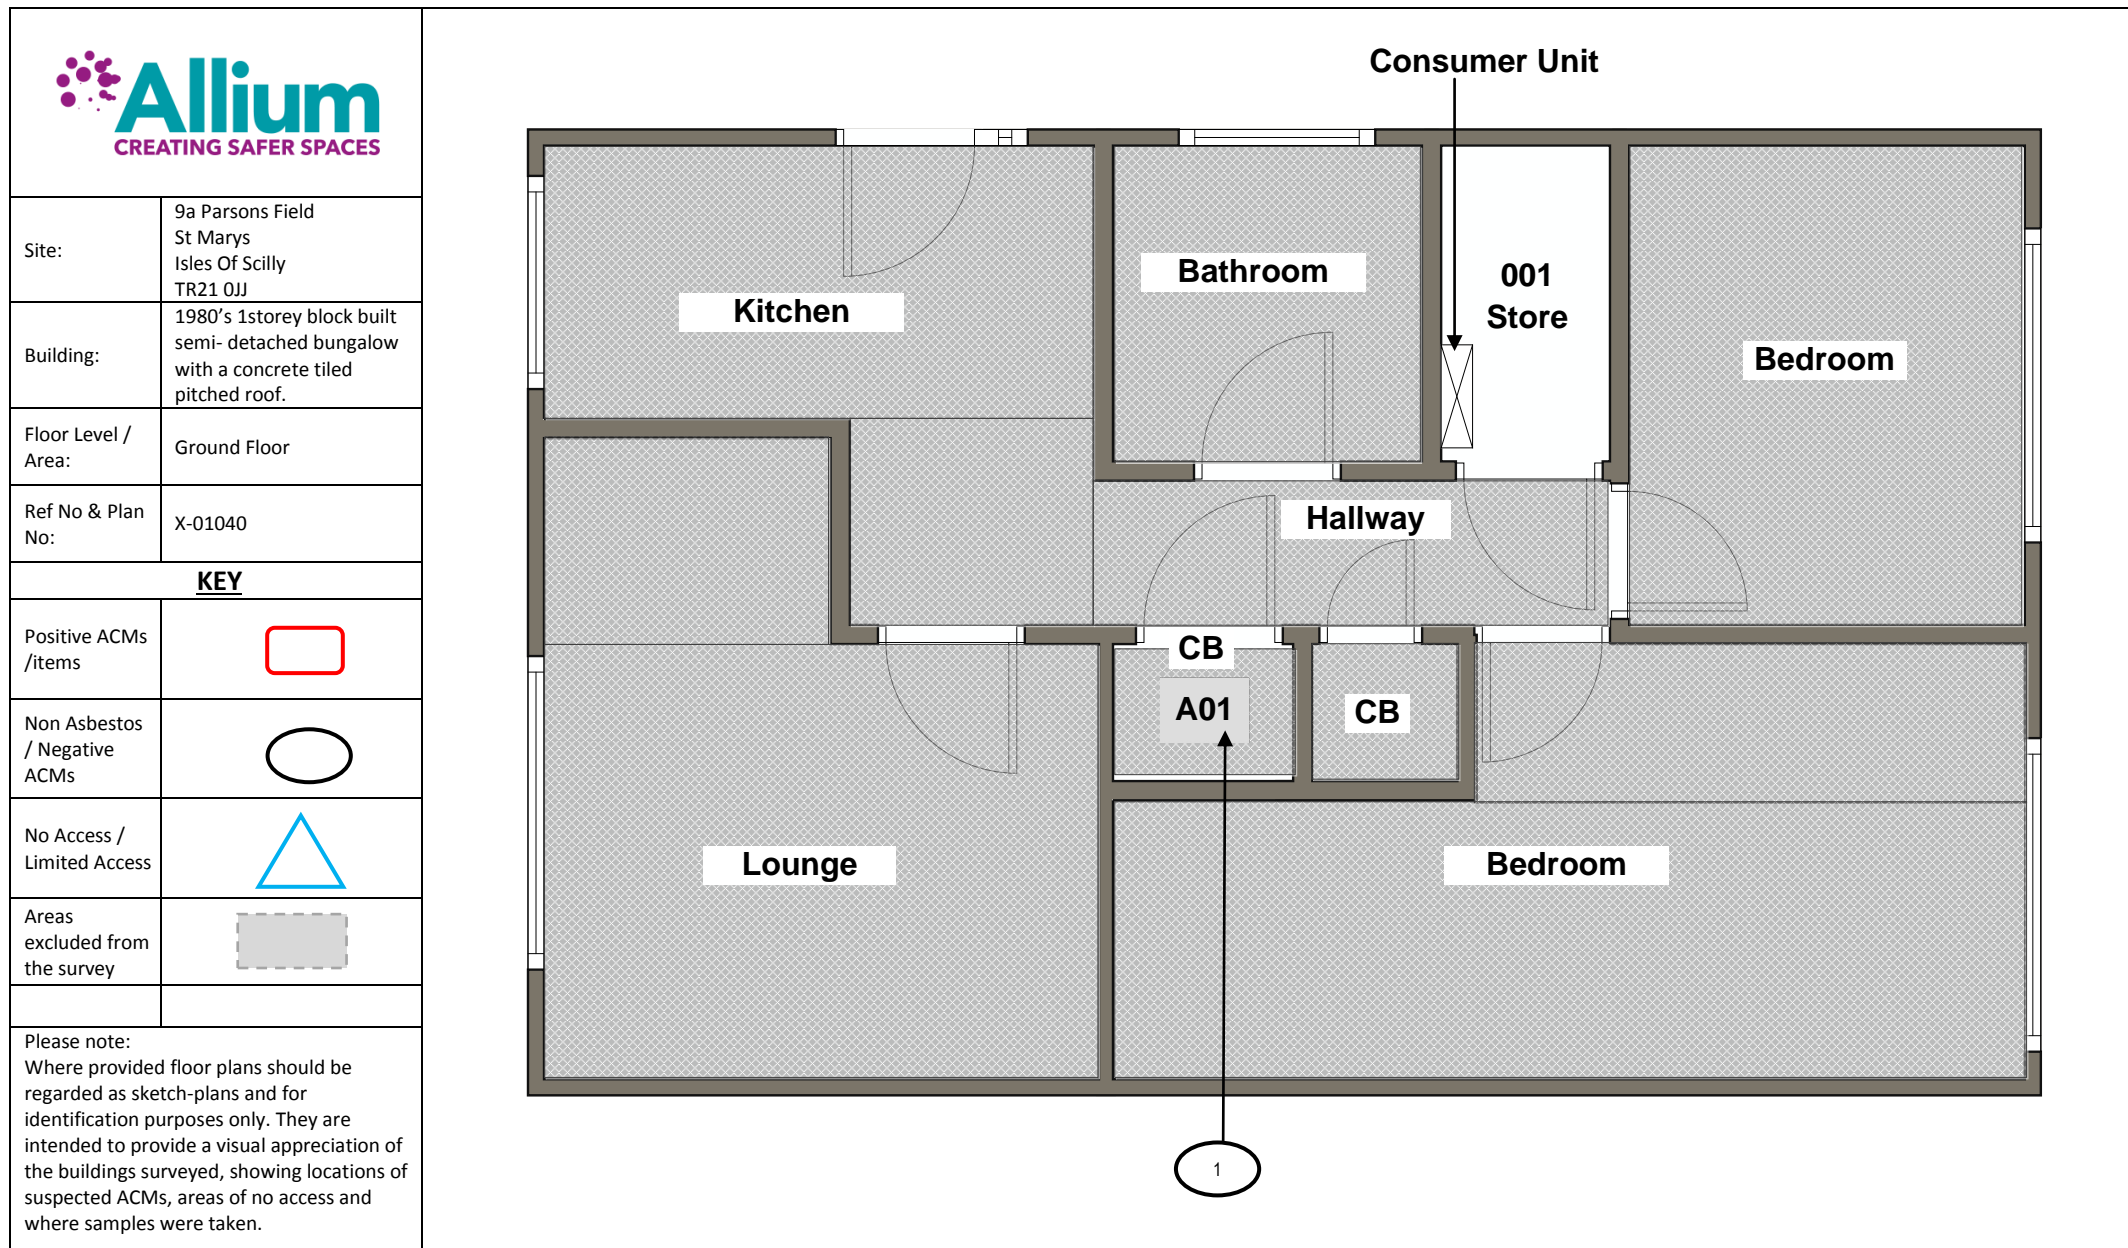 Allium
CREATING SAFER SPACES
Site:
9a Parsons Field
St Marys
Isles Of Scilly
TR21 0JJ
Building:
1980’s 1storey block built
semi- detached bungalow
with a concrete tiled
pitched roof.
Floor Level /
Area:
Ground Floor
Ref No & Plan
No:
X-01040
KEY
Positive ACMs
/items
Non Asbestos
/ Negative
ACMs
No Access /
Limited Access
Areas
excluded from
the survey
Please note:
Where provided floor plans should be
regarded as sketch-plans and for
identification purposes only. They are
intended to provide a visual appreciation of
the buildings surveyed, showing locations of
suspected ACMs, areas of no access and
where samples were taken.
Consumer Unit
Kitchen
Bathroom
001
Store
Bedroom
Hallway
CB
A01
CB
Lounge
Bedroom
1